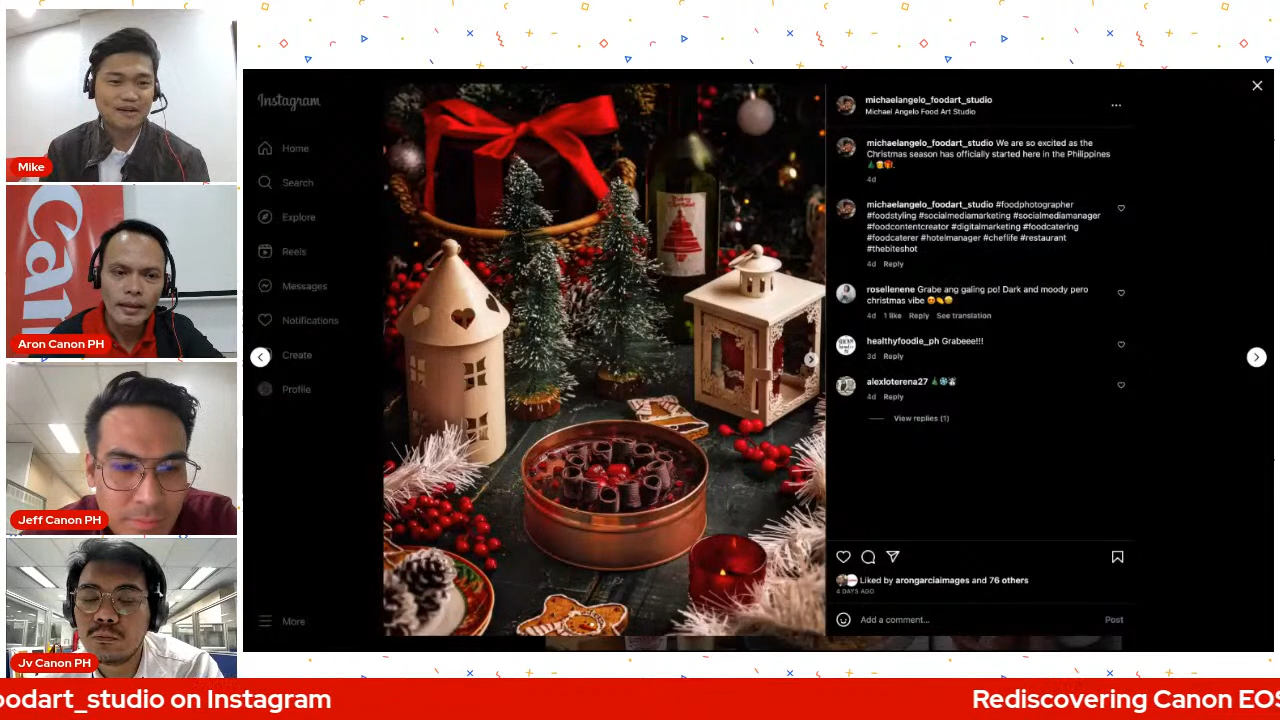 Mike
Canon
Aron Canon PH
Jeff Canon PH
Jv Canon PH
Instagram
Home
Search
Explore
Reels
Messages
Notifications
Create
Profile
More
michaelangelo_foodart_studio
Michael Angelo Food Art Studio
michaelangelo_foodart_studio We are so excited as the
Christmas season has officially started here in the Philippines
🎄🎅🎁.
4d
michaelangelo_foodart_studio #foodphotographer
#foodstyling #socialmediamarketing #socialmediamanager
#foodcontentcreator #digitalmarketing #foodcatering
#foodcaterer #hotelmanager #cheflife #restaurant
#thebiteshot
4d Reply
rosellenene Grabe ang galing po! Dark and moody pero
christmas vibe
4d 1 like Reply See translation
healthyfoodie_ph Grabeee!!!
3d Reply
alexloterena27
4d Reply
View replies (1)
Liked by arongarciaimages and 76 others
4 DAYS AGO
Add a comment...
Post
oodart_studio on Instagram
Rediscovering Canon EOS